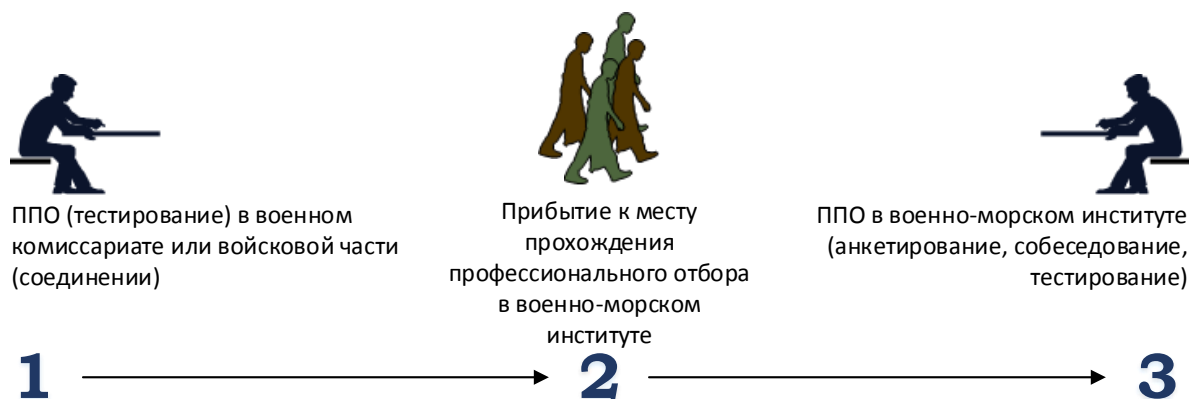 ППО (тестирование) в военном
комиссариате или войсковой части
(соединении)
Прибытие к месту
прохождения
профессионального отбора
в военно-морском
институте
ППО в военно-морском институте
(анкетирование, собеседование,
тестирование)
1
2
3